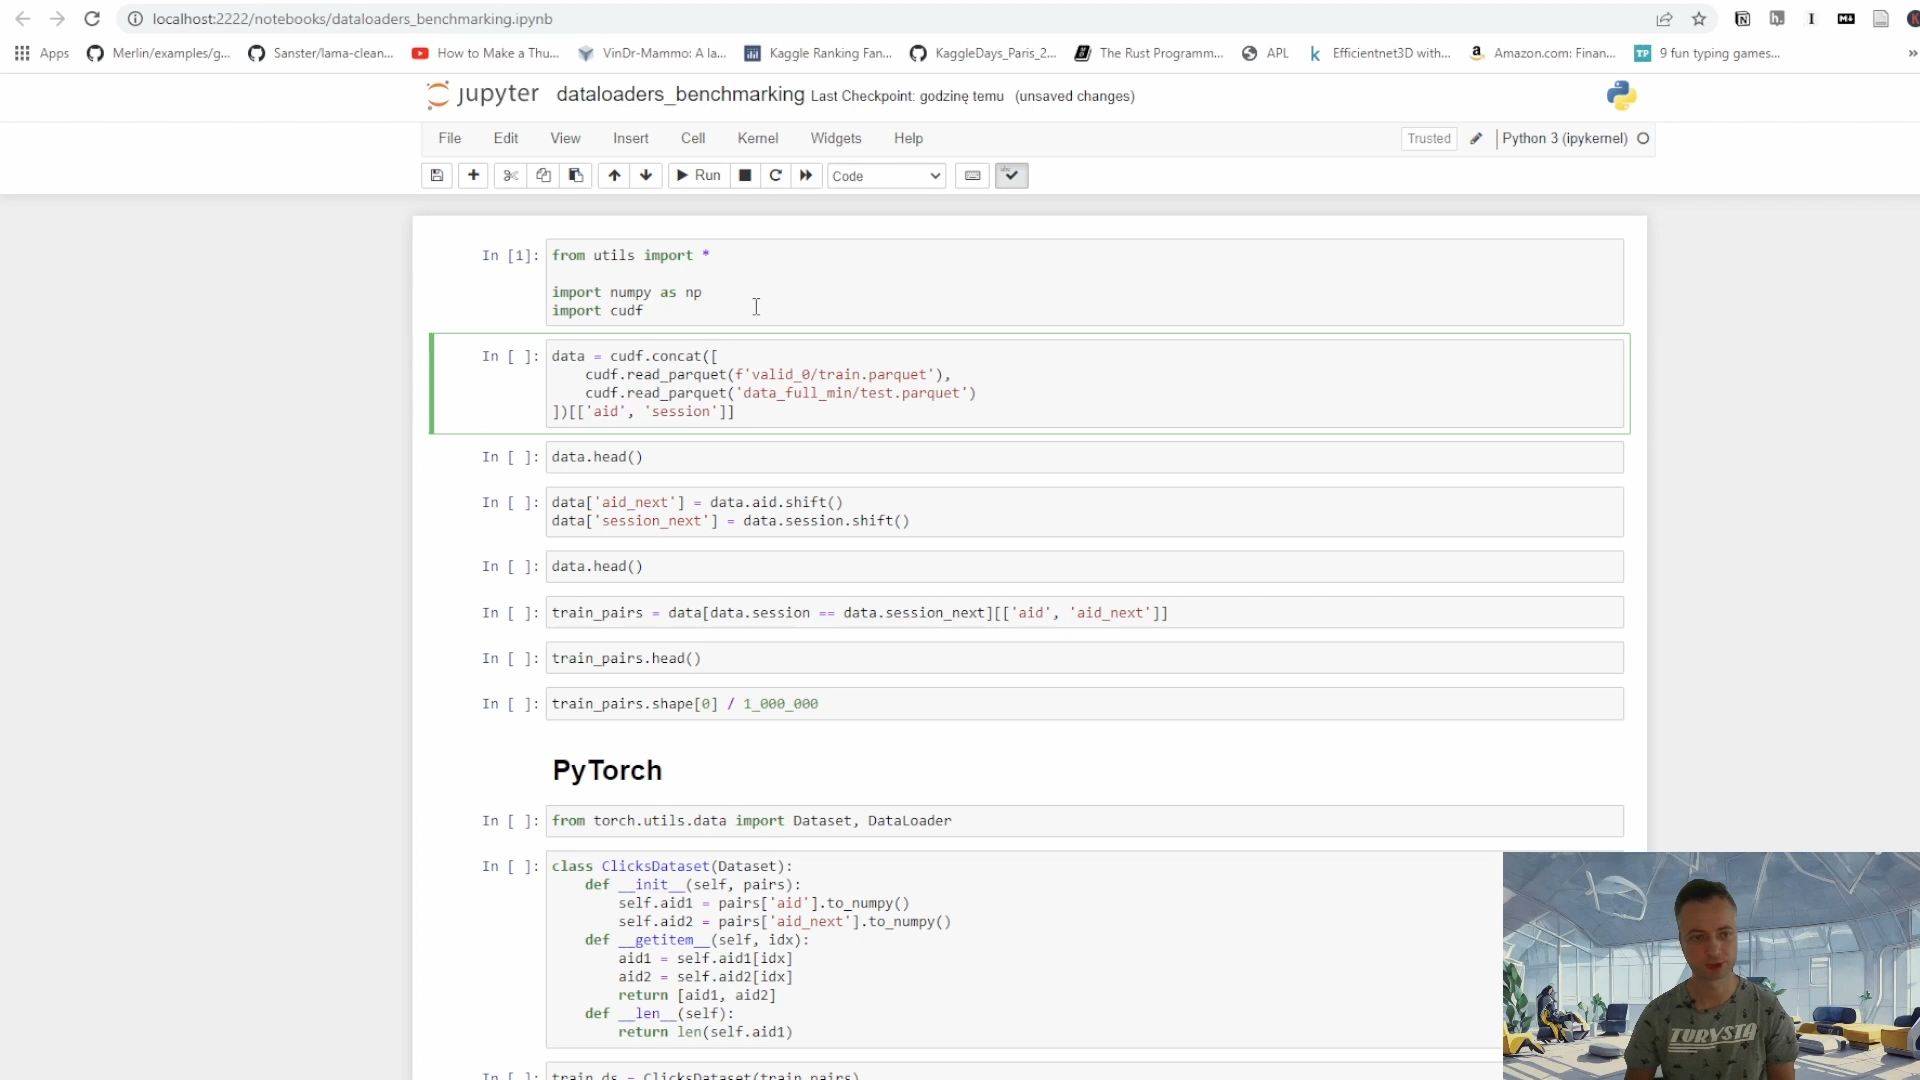 localhost:2222/notebooks/dataloaders_benchmarking.ipynb
Apps
Merlin/examples/g...
Sanster/lama-clean...
How to Make a Thu...
VinDr-Mammo: A la...
Kaggle Ranking Fan...
KaggleDays_Paris_2...
The Rust Programm...
APL
Efficientnet3D with...
Amazon.com: Finan...
TP 9 fun typing games...
jupyter dataloaders_benchmarking Last Checkpoint: godzinę temu (unsaved changes)
File Edit View Insert Cell Kernel Widgets Help
Trusted Python 3 (ipykernel)
Run Code
In [1]: from utils import *
import numpy as np
import cudf
In [ ]: data = cudf.concat([
cudf.read_parquet(f'valid_0/train.parquet'),
cudf.read_parquet('data_full_min/test.parquet')
])[['aid', 'session']]
In [ ]: data.head()
In [ ]: data['aid_next'] = data.aid.shift()
data['session_next'] = data.session.shift()
In [ ]: data.head()
In [ ]: train_pairs = data[data.session == data.session_next][['aid', 'aid_next']]
In [ ]: train_pairs.head()
In [ ]: train_pairs.shape[0] / 1_000_000
PyTorch
In [ ]: from torch.utils.data import Dataset, DataLoader
In [ ]: class ClicksDataset(Dataset):
def __init__(self, pairs):
self.aid1 = pairs['aid'].to_numpy()
self.aid2 = pairs['aid_next'].to_numpy()
def __getitem__(self, idx):
aid1 = self.aid1[idx]
aid2 = self.aid2[idx]
return [aid1, aid2]
def __len__(self):
return len(self.aid1)
In [ ]: train_ds = ClicksDataset(train_pairs)
TURYSTA